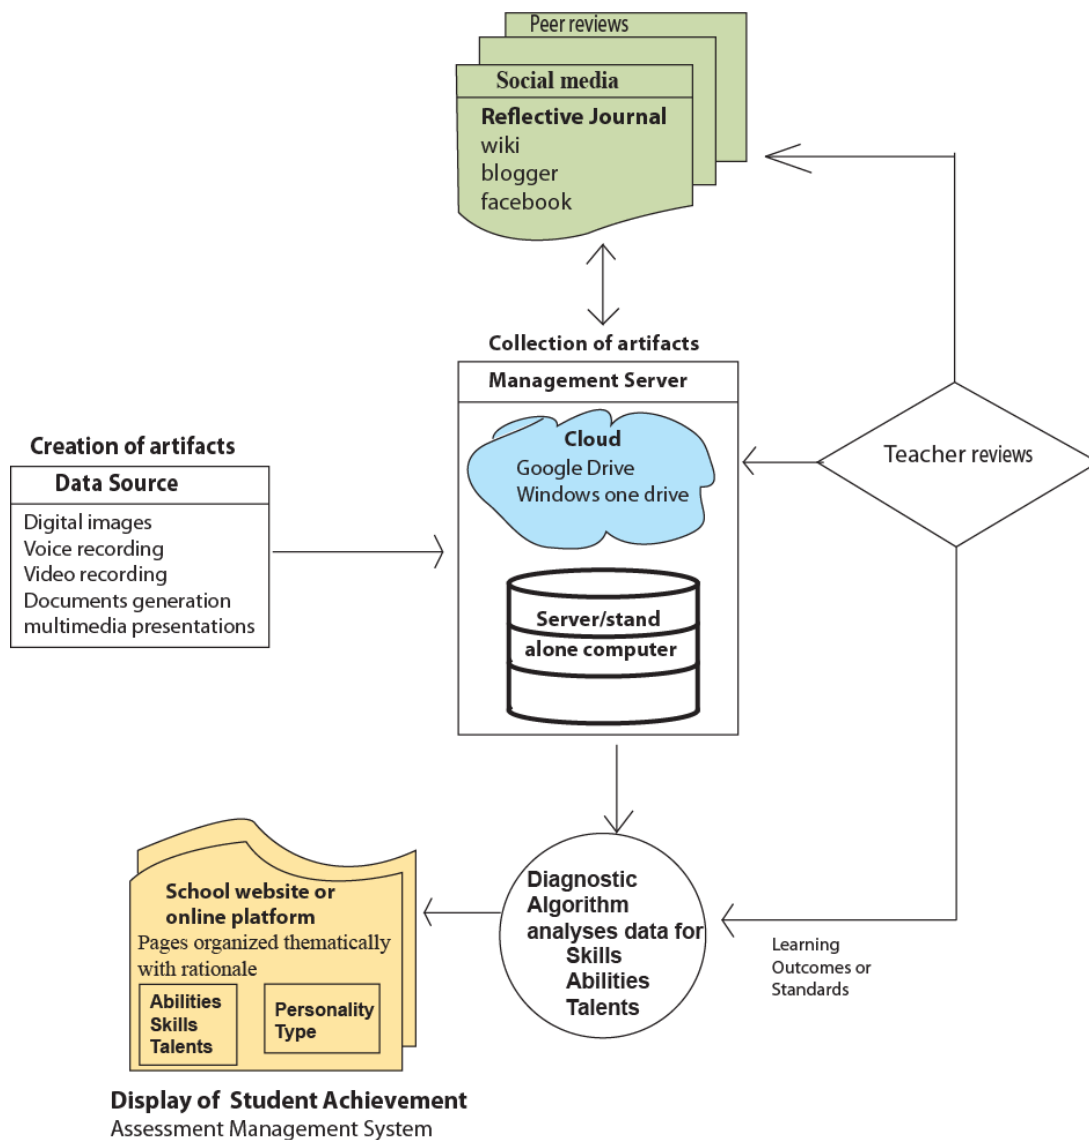 Peer reviews
Social media
Reflective Journal
wiki
blogger
facebook
Collection of artifacts
Management Server
Cloud
Google Drive
Windows one drive
Server/stand
alone computer
Creation of artifacts
Data Source
Digital images
Voice recording
Video recording
Documents generation
multimedia presentations
Teacher reviews
Diagnostic
Algorithm
analyses data for
Skills
Abilities
Talents
Learning
Outcomes or
Standards
School website or
online platform
Pages organized thematically
with rationale
Abilities
Skills
Talents
Personality
Type
Display of Student Achievement
Assessment Management System